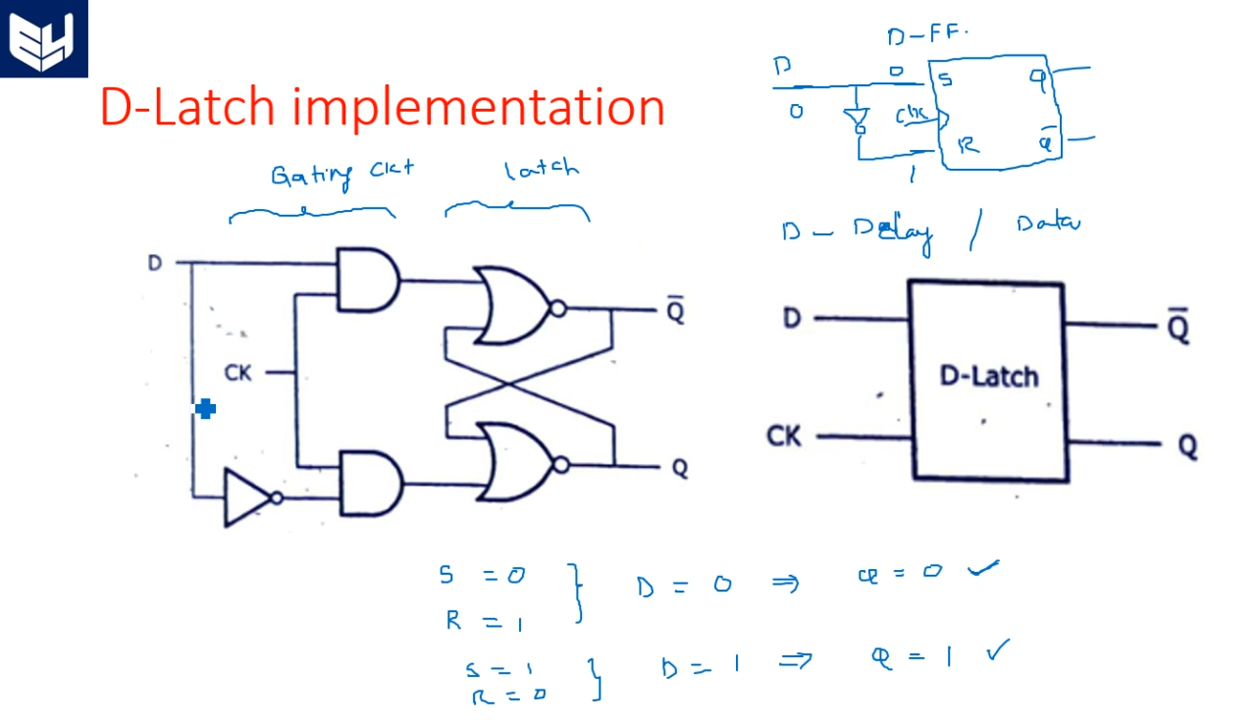 D-FF.
D
0
S
Q
D-Latch implementation
0
Clk
R
Q̅
1
Gating Ckt
latch
D - Delay / Data
D
Q̅
CK
Q
D
Q̅
D-Latch
CK
Q
S = 0
R = 1
} D = 0 ⇒ Q = 0 ✓
S = 1
R = 0
} D = 1 ⇒ Q = 1 ✓